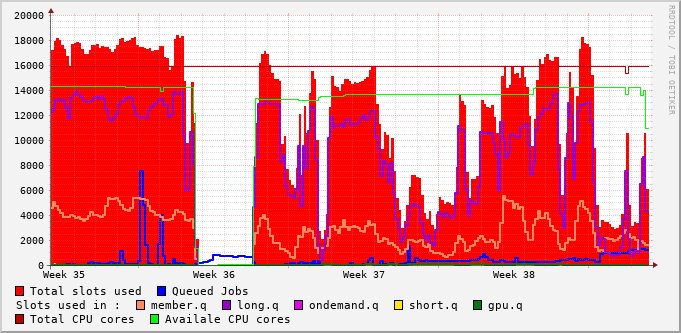 20000
18000
16000
14000
12000
10000
8000
6000
4000
2000
0
Week 35 Week 36 Week 37 Week 38
RRDTOOL / TOBI OETIKER
Total slots used Queued Jobs
Slots used in : member.q long.q ondemand.q short.q gpu.q
Total CPU cores Availale CPU cores